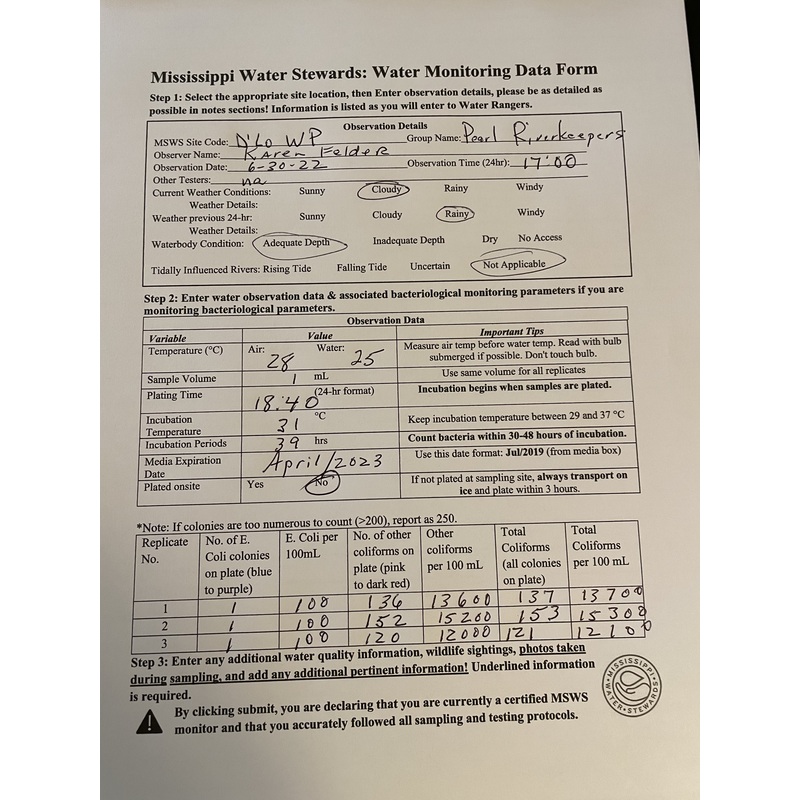 Mississippi Water Stewards: Water Monitoring Data Form
Step 1: Select the appropriate site location, then Enter observation details, please be as detailed as
possible in notes sections! Information is listed as you will enter to Water Rangers.
Observation Details
MSWS Site Code: D'Lo WP Group Name: Pearl Riverkeepers
Observer Name: Karen Felder
Observation Date: 6-30-22 Observation Time (24hr): 17:00
Other Testers: na
Current Weather Conditions: Sunny Cloudy Rainy Windy
Weather Details:
Weather previous 24-hr: Sunny Cloudy Rainy Windy
Weather Details:
Waterbody Condition: Adequate Depth Inadequate Depth Dry No Access
Tidally Influenced Rivers: Rising Tide Falling Tide Uncertain Not Applicable
Step 2: Enter water observation data & associated bacteriological monitoring parameters if you are
monitoring bacteriological parameters.
Observation Data
Variable Value Important Tips
Temperature (°C) Air: 28 Water: 25 Measure air temp before water temp. Read with bulb
submerged if possible. Don't touch bulb.
Sample Volume 1 mL Use same volume for all replicates
Plating Time 18:40 (24-hr format) Incubation begins when samples are plated.
Incubation
Temperature 31 °C Keep incubation temperature between 29 and 37 °C
Incubation Periods 39 hrs Count bacteria within 30-48 hours of incubation.
Media Expiration
Date April/2023 Use this date format: Jul/2019 (from media box)
Plated onsite Yes No If not plated at sampling site, always transport on
ice and plate within 3 hours.
*Note: If colonies are too numerous to count (>200), report as 250.
Replicate No. of E. E. Coli per No. of other Other Total Total
No. Coli colonies 100mL coliforms on coliforms Coliforms Coliforms
on plate (blue plate (pink per 100 mL (all colonies per 100 mL
to purple) to dark red) on plate)
1 1 100 136 13600 137 13700
2 1 100 152 15200 153 15300
3 1 100 120 12000 121 12100
Step 3: Enter any additional water quality information, wildlife sightings, photos taken
during sampling, and add any additional pertinent information! Underlined information
is required.
By clicking submit, you are declaring that you are currently a certified MSWS
monitor and that you accurately followed all sampling and testing protocols.
MISSISSIPPI
WATER STEWARDS